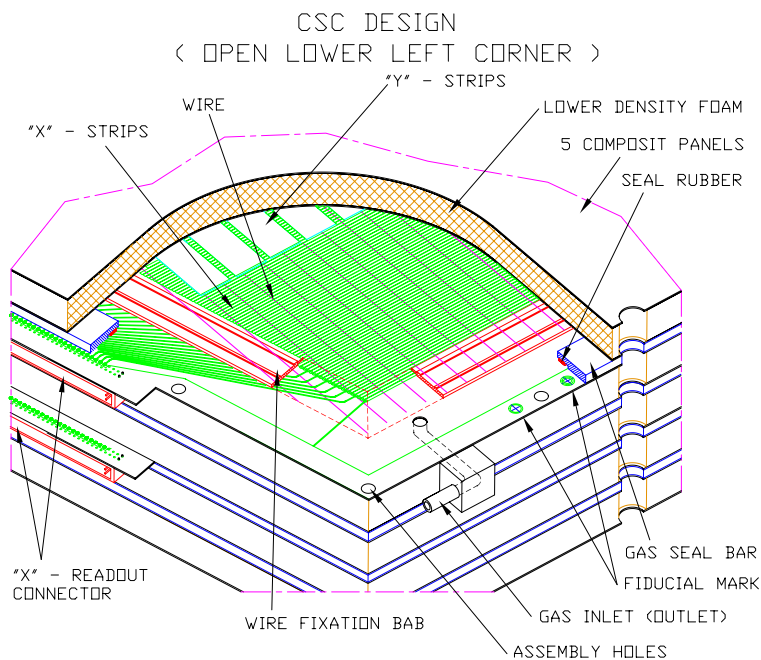 CSC DESIGN
( OPEN LOWER LEFT CORNER )
"Y" - STRIPS
WIRE
LOWER DENSITY FOAM
"X" - STRIPS
5 COMPOSIT PANELS
SEAL RUBBER
GAS SEAL BAR
"X" - READOUT
CONNECTOR
FIDUCIAL MARK
GAS INLET (OUTLET)
WIRE FIXATION BAB
ASSEMBLY HOLES